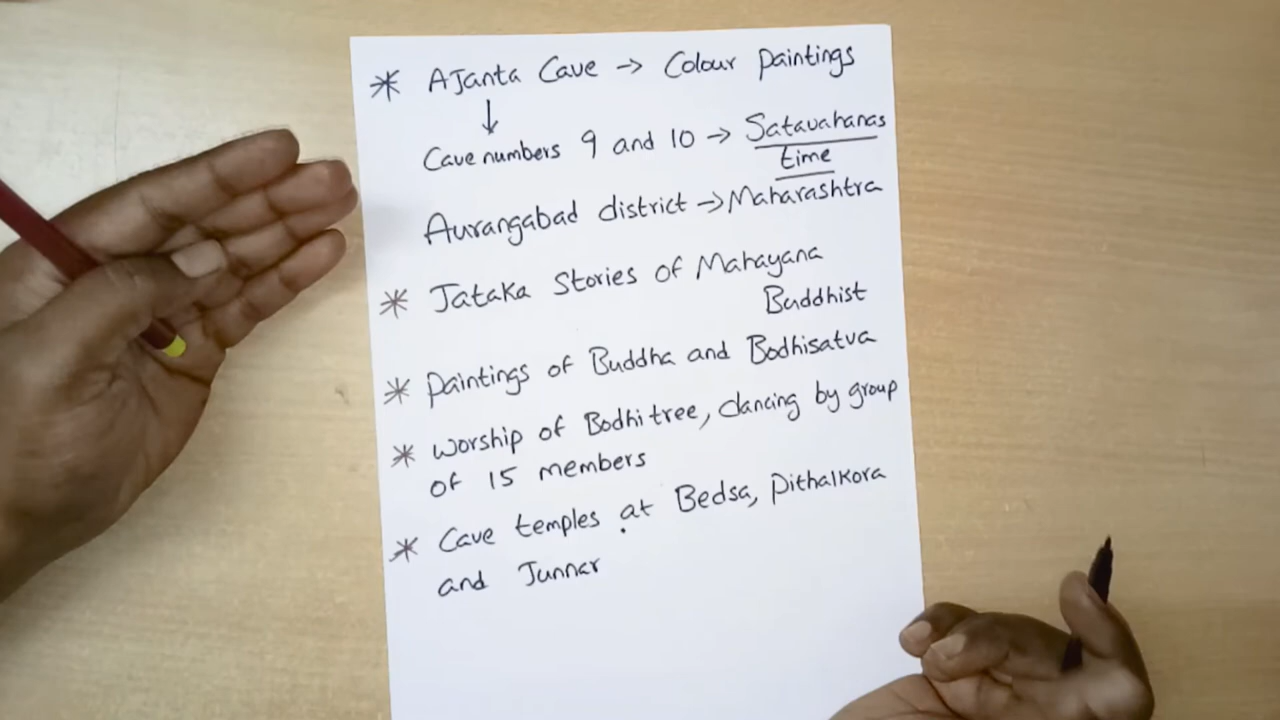 * AJanta Cave → Colour Paintings
↓
Cave numbers 9 and 10 → Satavahanas
time
Aurangabad district → Maharashtra
* Jataka Stories of Mahayana
Buddhist
* Paintings of Buddha and Bodhisatva
* Worship of Bodhi tree, dancing by group
of 15 members
* Cave temples at Bedsa, Pithalkora
and Junnar